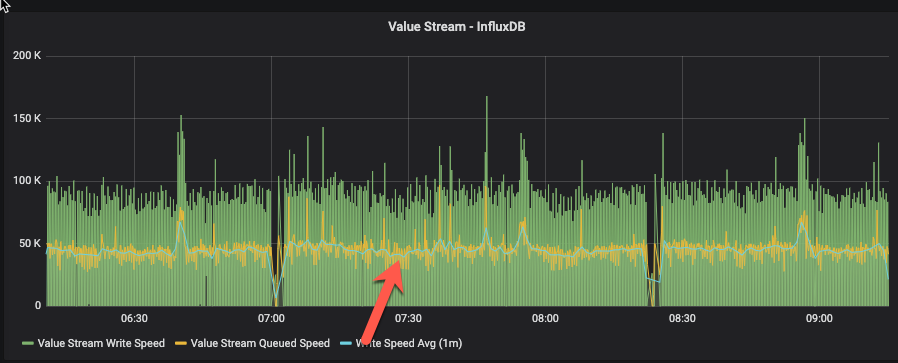 Value Stream - InfluxDB
200 K
150 K
100 K
50 K
0
06:30 07:00 07:30 08:00 08:30 09:00
Value Stream Write Speed Value Stream Queued Speed Write Speed Avg (1m)